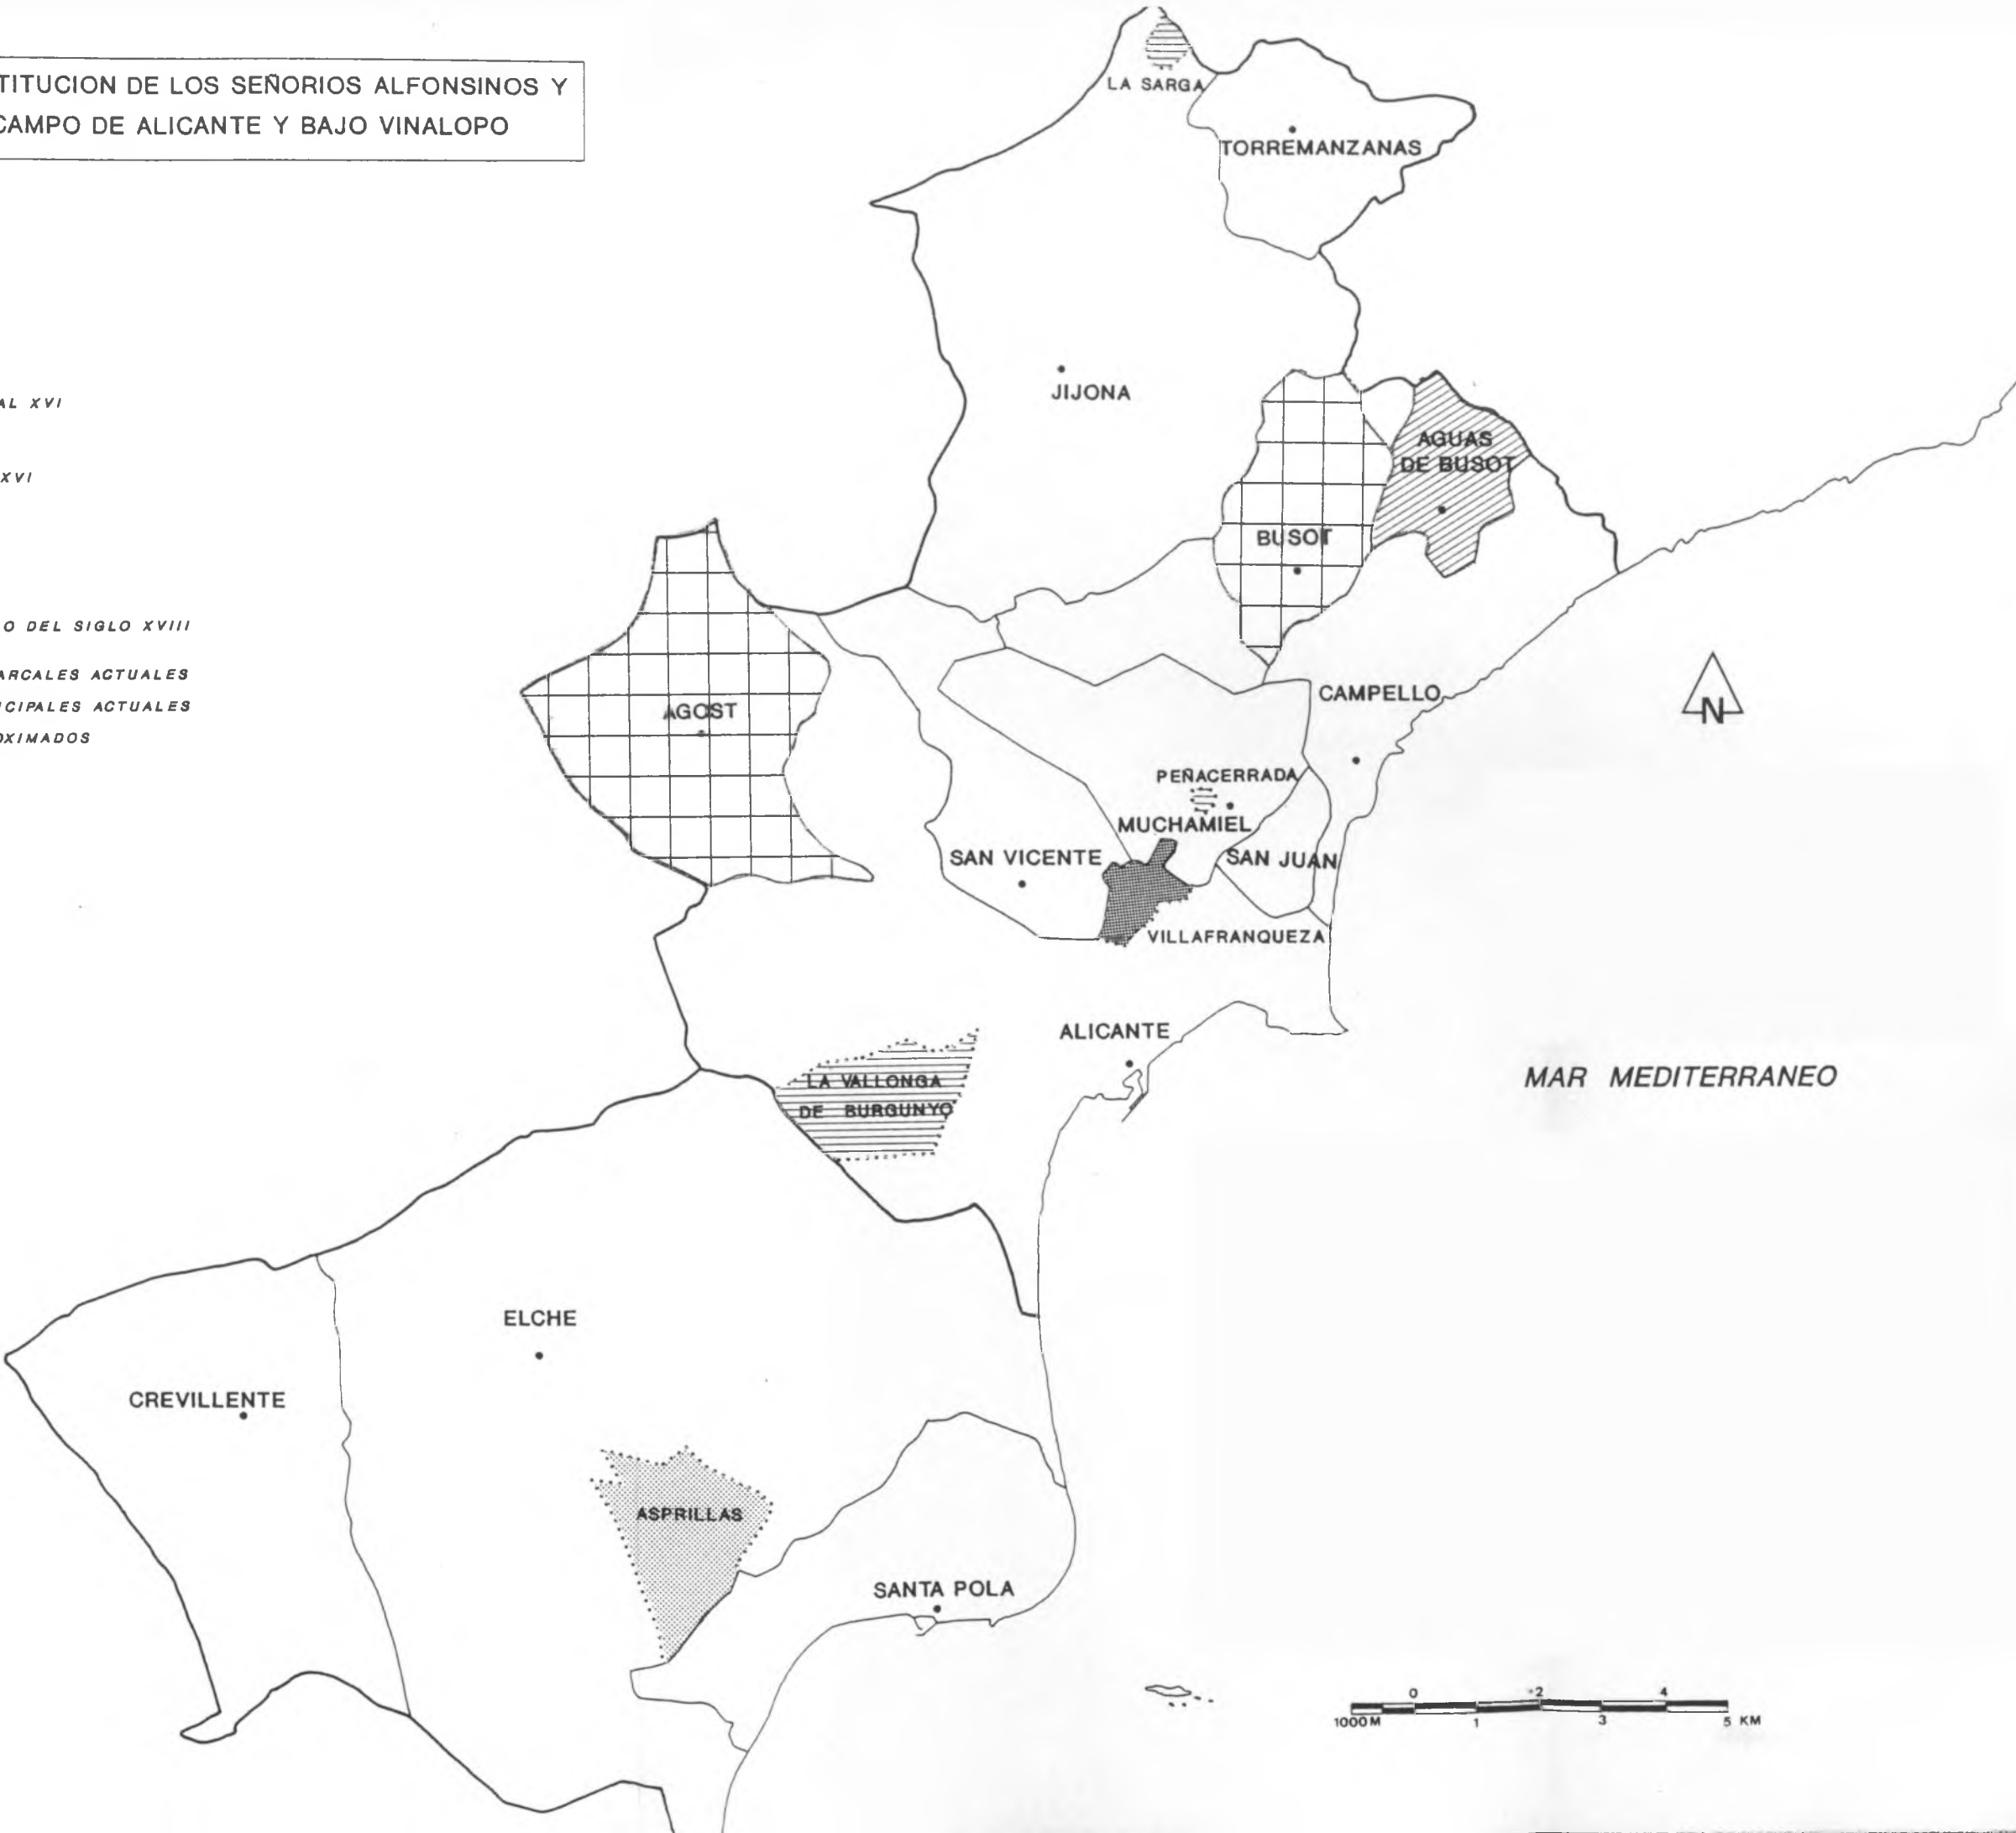 TITUCION DE LOS SEÑORIOS ALFONSINOS Y
CAMPO DE ALICANTE Y BAJO VINALOPO
AL XVI
XVI
O DEL SIGLO XVIII
ARCALES ACTUALES
ICIPALES ACTUALES
OXIMADOS
LA SARGA
TORREMANZANAS
JIJONA
AGUAS
DE BUSOT
BUSOT
AGOST
CAMPELLO
N
PEÑACERRADA
MUCHAMIEL
SAN VICENTE
SAN JUAN
VILLAFRANQUEZA
ALICANTE
MAR MEDITERRANEO
LA VALLONGA
DE BURGUNYO
ELCHE
CREVILLENTE
ASPRILLAS
SANTA POLA
0 2 4
1000 M 1 3 5 KM